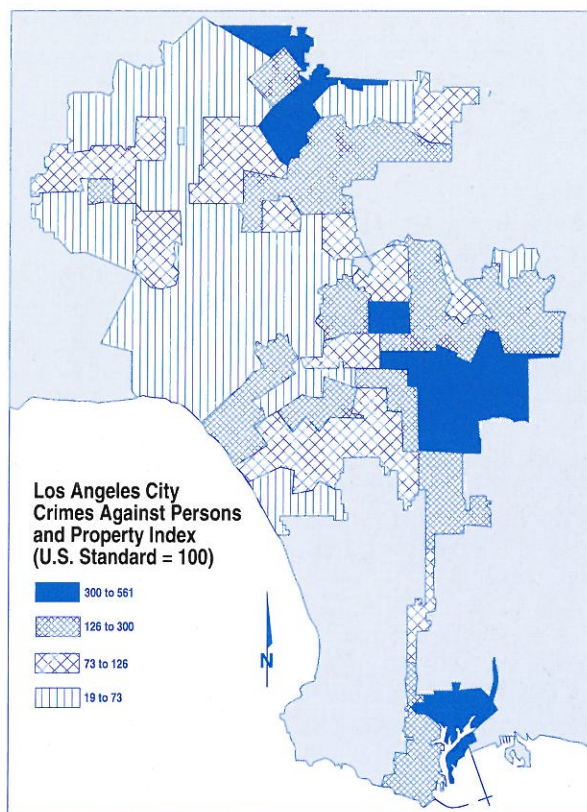 Los Angeles City
Crimes Against Persons
and Property Index
(U.S. Standard = 100)
300 to 561
126 to 300
73 to 126
19 to 73
N